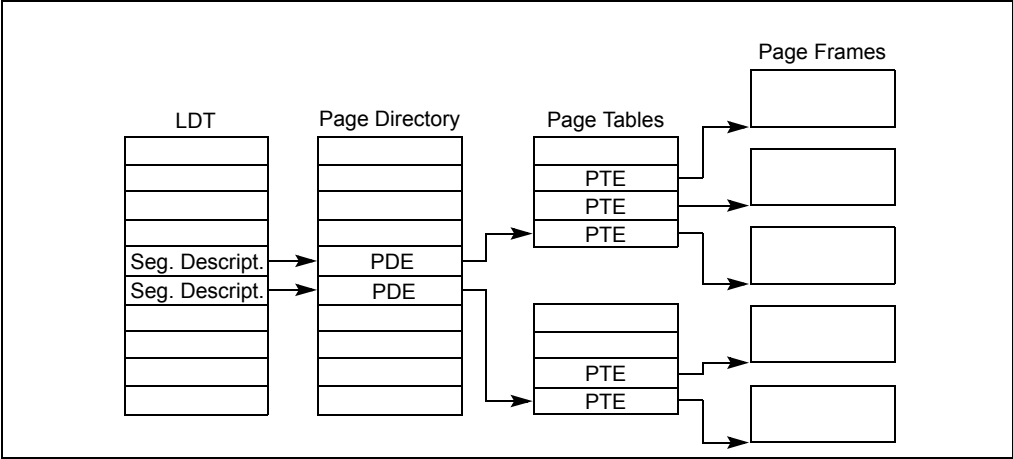 Page Frames
LDT
Page Directory
Page Tables
PTE
PTE
PTE
Seg. Descript.
PDE
Seg. Descript.
PDE
PTE
PTE